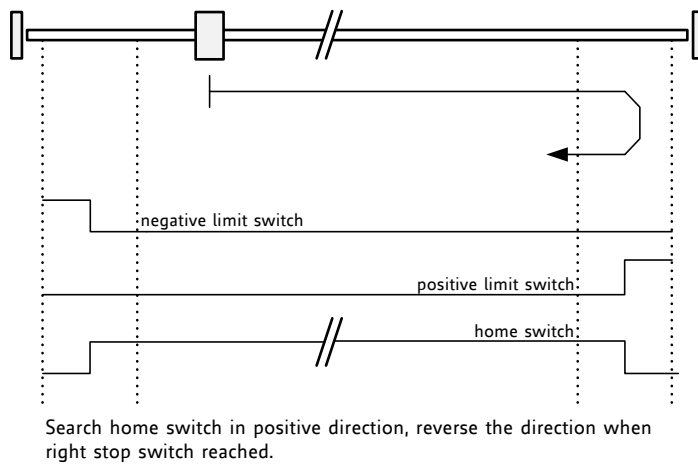 negative limit switch
positive limit switch
home switch
Search home switch in positive direction, reverse the direction when
right stop switch reached.